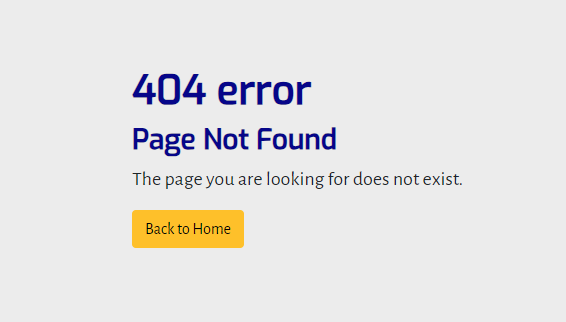 404 error
Page Not Found
The page you are looking for does not exist.
Back to Home